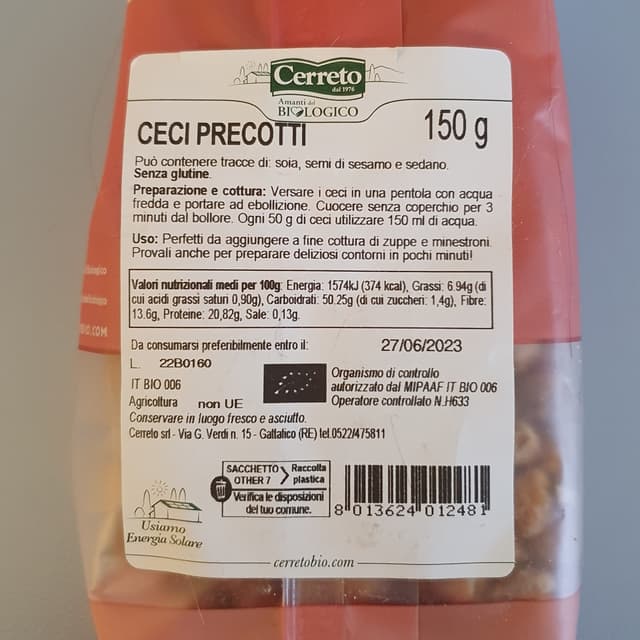 Cerreto
dal 1976
Amanti del
BIOLOGICO
CECI PRECOTTI
150 g
Può contenere tracce di: soia, semi di sesamo e sedano.
Senza glutine.
Preparazione e cottura: Versare i ceci in una pentola con acqua
fredda e portare ad ebollizione. Cuocere senza coperchio per 3
minuti dal bollore. Ogni 50 g di ceci utilizzare 150 ml di acqua.
Uso: Perfetti da aggiungere a fine cottura di zuppe e minestroni.
Provali anche per preparare deliziosi contorni in pochi minuti!
Valori nutrizionali medi per 100g: Energia: 1574kJ (374 kcal), Grassi: 6.94g (di
cui acidi grassi saturi 0,90g), Carboidrati: 50.25g (di cui zuccheri: 1,4g), Fibre:
13.6g, Proteine: 20,82g, Sale: 0,13g.
Da consumarsi preferibilmente entro il: 27/06/2023
L. 22B0160
IT BIO 006
Agricoltura non UE
Organismo di controllo
autorizzato dal MIPAAF IT BIO 006
Operatore controllato N.H633
Conservare in luogo fresco e asciutto.
Cerreto srl - Via G. Verdi n. 15 - Gattatico (RE) tel.0522/475811
SACCHETTO
OTHER 7
Raccolta
plastica
Verifica le disposizioni
del tuo comune.
8 013624 012481
Usiamo
Energia Solare
cerretobio.com